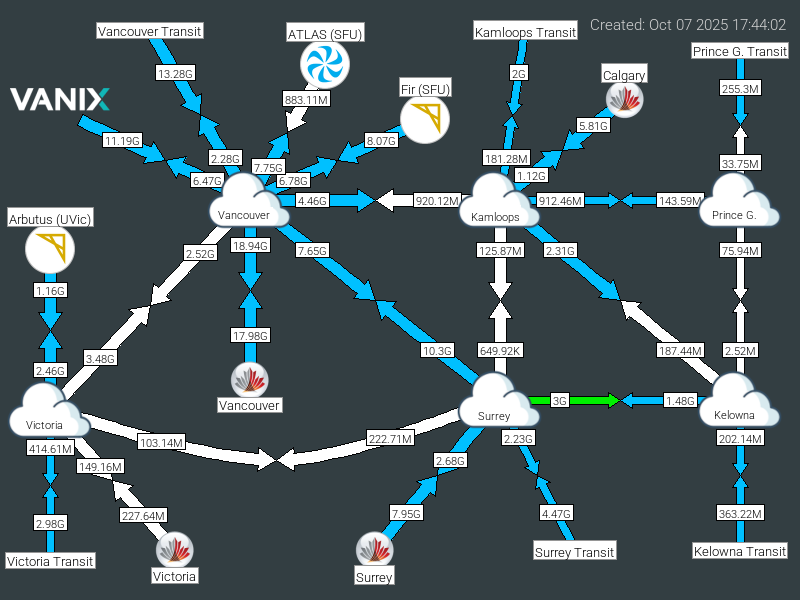 Created: Oct 07 2025 17:44:02
Vancouver Transit
ATLAS (SFU)
Kamloops Transit
Prince G. Transit
13.28G
2G
Calgary
255.3M
VANIX
883.11M
Fir (SFU)
11.19G
8.07G
5.81G
2.28G
181.28M
33.75M
7.75G
6.47G
6.78G
1.12G
4.46G
920.12M
912.46M
143.59M
Vancouver
Kamloops
Prince G.
Arbutus (UVic)
2.52G
18.94G
7.65G
125.87M
2.31G
75.94M
1.16G
17.98G
3.48G
10.3G
649.92K
187.44M
2.52M
2.46G
Vancouver
3G
1.48G
Victoria
Surrey
Kelowna
103.14M
222.71M
2.23G
202.14M
414.61M
149.16M
2.68G
227.64M
7.95G
4.47G
363.22M
2.98G
Victoria Transit
Victoria
Surrey
Surrey Transit
Kelowna Transit